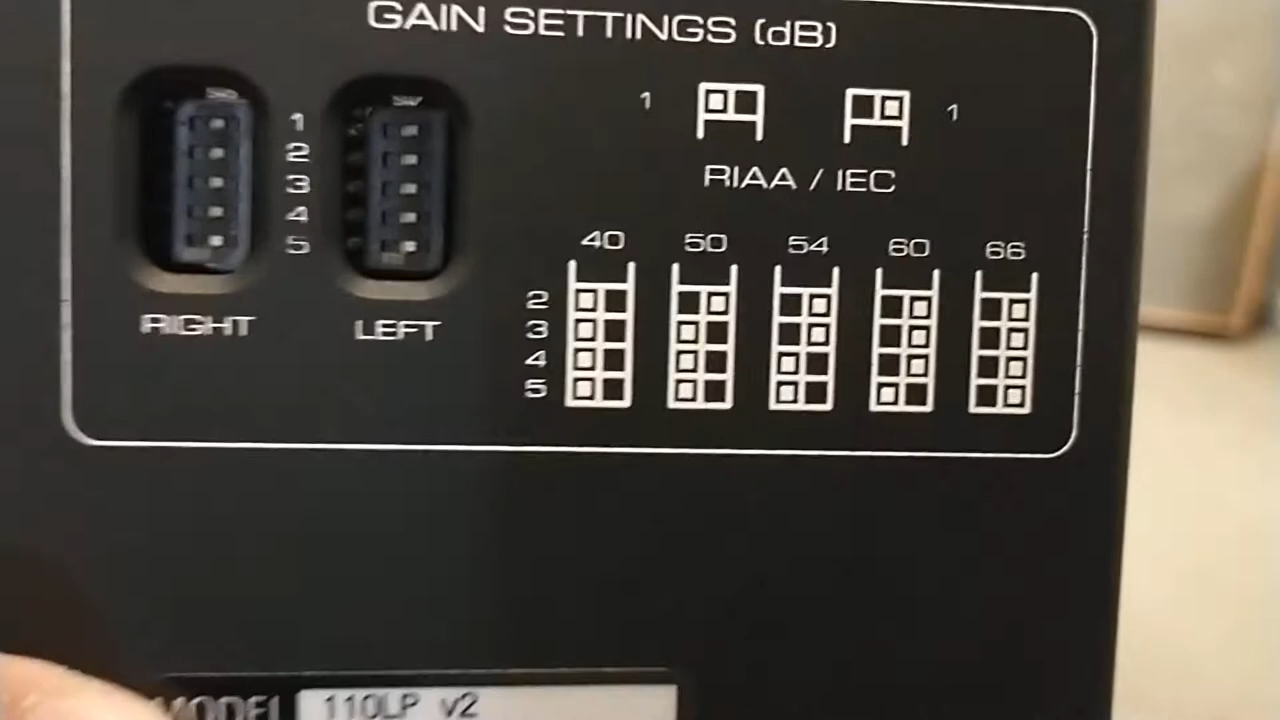 GAIN SETTINGS (dB)
1 1
RIAA / IEC
1
2
3
4
5
RIGHT LEFT
40 50 54 60 66
2
3
4
5
MODEL 110LP v2